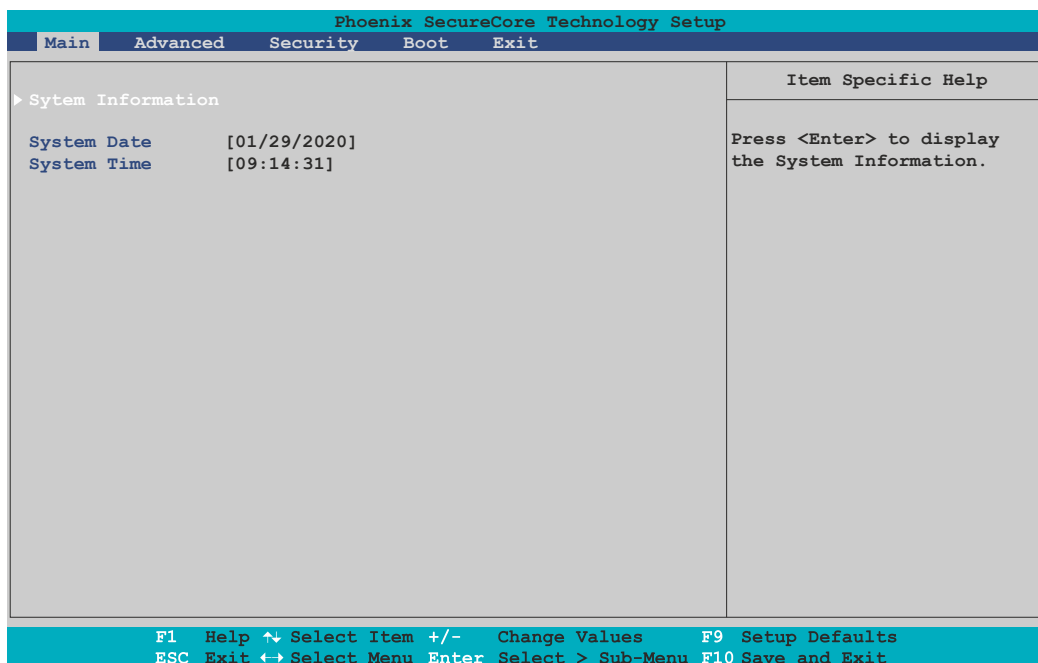 Phoenix SecureCore Technology Setup
Main Advanced Security Boot Exit
Sytem Information
System Date [01/29/2020]
System Time [09:14:31]
Item Specific Help
Press <Enter> to display
the System Information.
F1 Help ↑↓ Select Item +/- Change Values F9 Setup Defaults
ESC Exit ←→ Select Menu Enter Select > Sub-Menu F10 Save and Exit